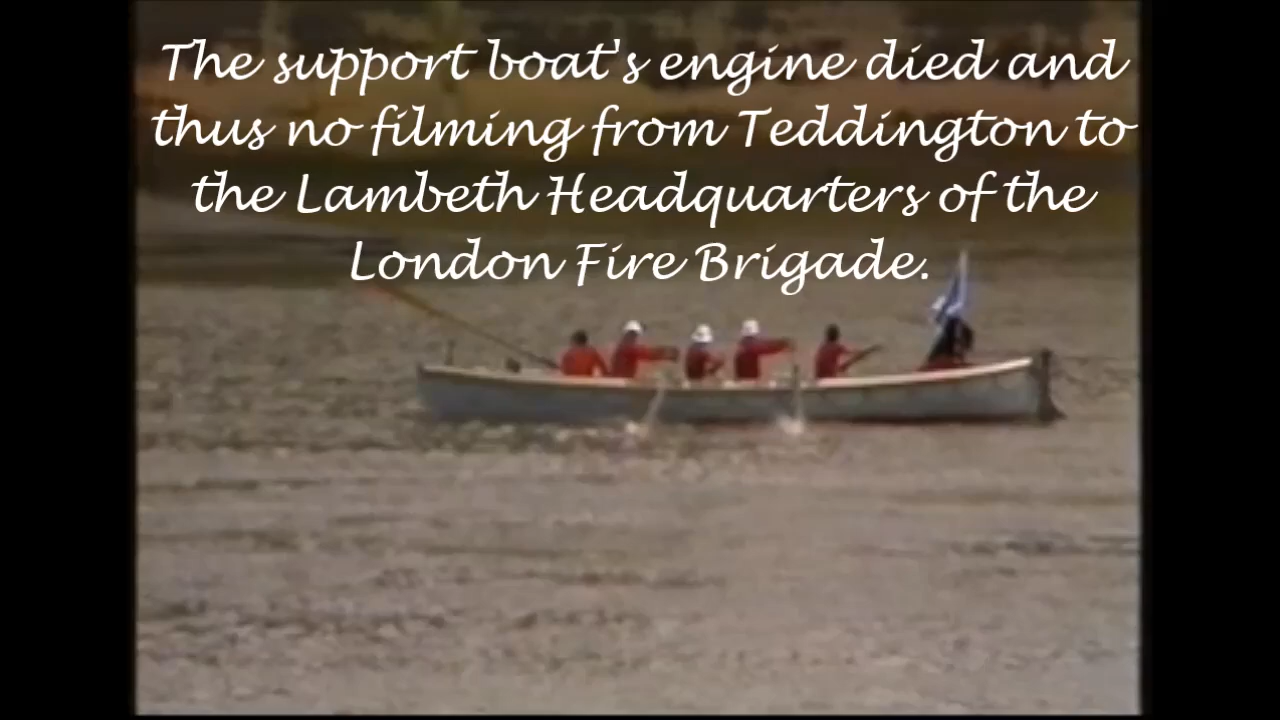 The support boat's engine died and
thus no filming from Teddington to
the Lambeth Headquarters of the
London Fire Brigade.